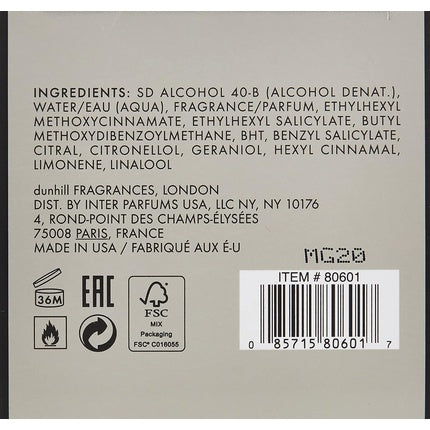 INGREDIENTS: SD ALCOHOL 40-B (ALCOHOL DENAT.),
WATER/EAU (AQUA), FRAGRANCE/PARFUM, ETHYLHEXYL
METHOXYCINNAMATE, ETHYLHEXYL SALICYLATE, BUTYL
METHOXYDIBENZOYLMETHANE, BHT, BENZYL SALICYLATE,
CITRAL, CITRONELLOL, GERANIOL, HEXYL CINNAMAL,
LIMONENE, LINALOOL
dunhill FRAGRANCES, LONDON
DIST. BY INTER PARFUMS USA, LLC NY, NY 10176
4, ROND-POINT DES CHAMPS-ÉLYSÉES
75008 PARIS, FRANCE
MADE IN USA / FABRIQUÉ AUX É-U
MG20
36M
EAC
FSC
MIX
Packaging
FSC® C016055
ITEM # 80601
0 85715 80601 7